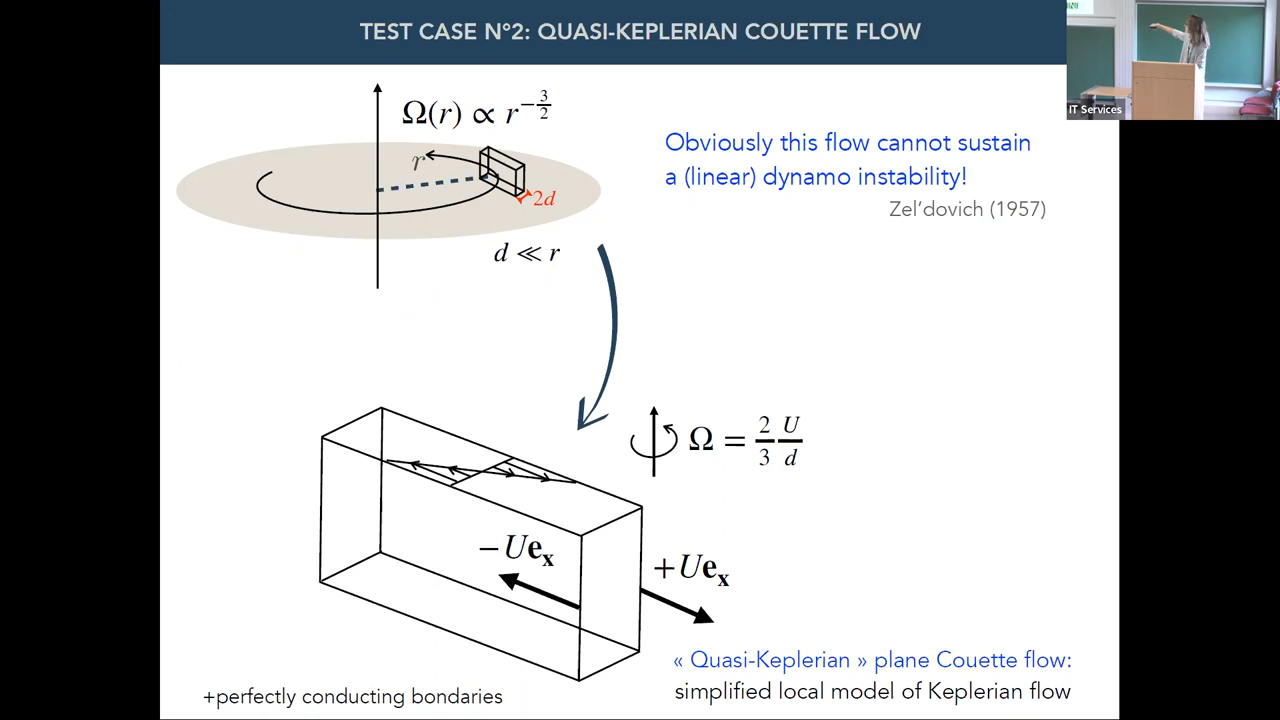 TEST CASE N°2: QUASI-KEPLERIAN COUETTE FLOW
IT Services
Ω(r) ∝ r^{-3/2}
r
2d
d ≪ r
Obviously this flow cannot sustain
a (linear) dynamo instability!
Zel'dovich (1957)
Ω = 2/3 U/d
−Ue_x
+Ue_x
« Quasi-Keplerian » plane Couette flow:
simplified local model of Keplerian flow
+perfectly conducting bondaries